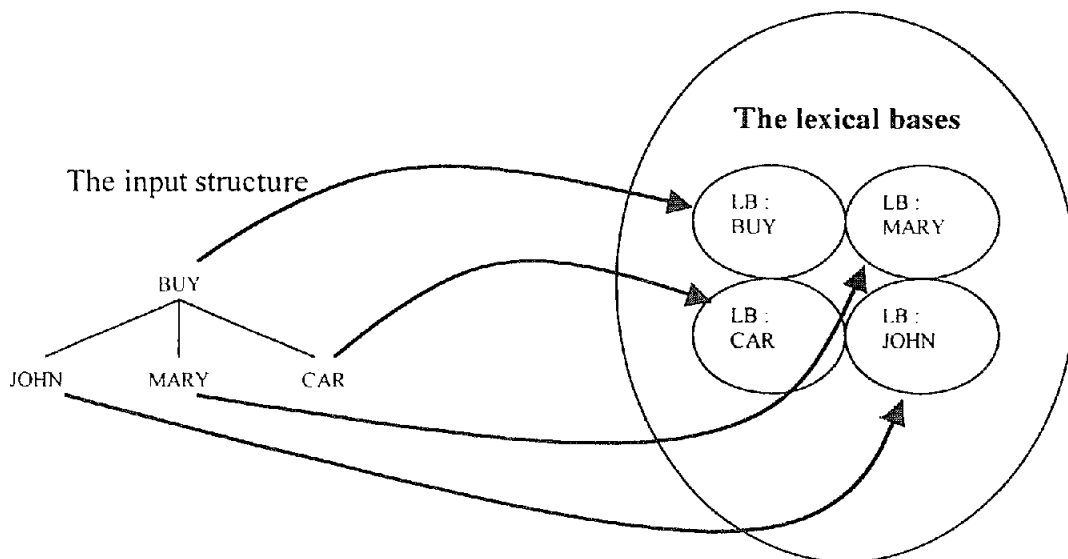 The lexical bases
The input structure
LB :
BUY
LB :
MARY
LB :
CAR
LB :
JOHN
BUY
JOHN
MARY
CAR